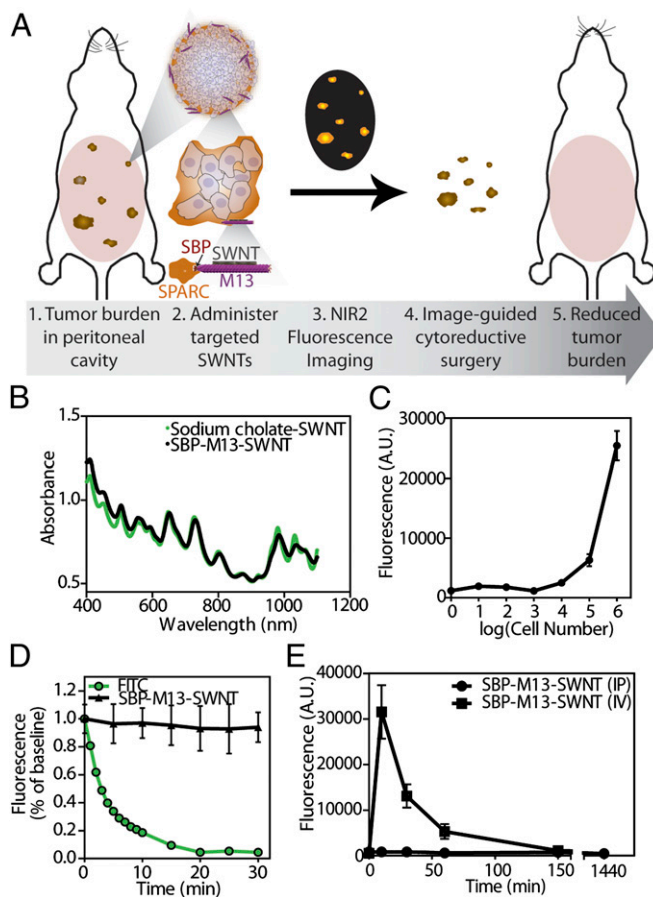 A
SBP
SWNT
SPARC
M13
1. Tumor burden
in peritoneal
cavity
2. Administer
targeted
SWNTs
3. NIR2
Fluorescence
Imaging
4. Image-guided
cytoreductive
surgery
5. Reduced
tumor
burden
B
1.5
1.0
0.5
Absorbance
Sodium cholate-SWNT
SBP-M13-SWNT
400
600
800
1000
1200
Wavelength (nm)
C
30000
20000
10000
0
Fluorescence (A.U.)
0
1
2
3
4
5
6
log(Cell Number)
D
FITC
SBP-M13-SWNT
1.2
1.0
0.8
0.6
0.4
0.2
0.0
Fluorescence
(% of baseline)
0
10
20
30
Time (min)
E
SBP-M13-SWNT (IP)
SBP-M13-SWNT (IV)
40000
30000
20000
10000
0
Fluorescence (A.U.)
0
50
100
150
1440
Time (min)